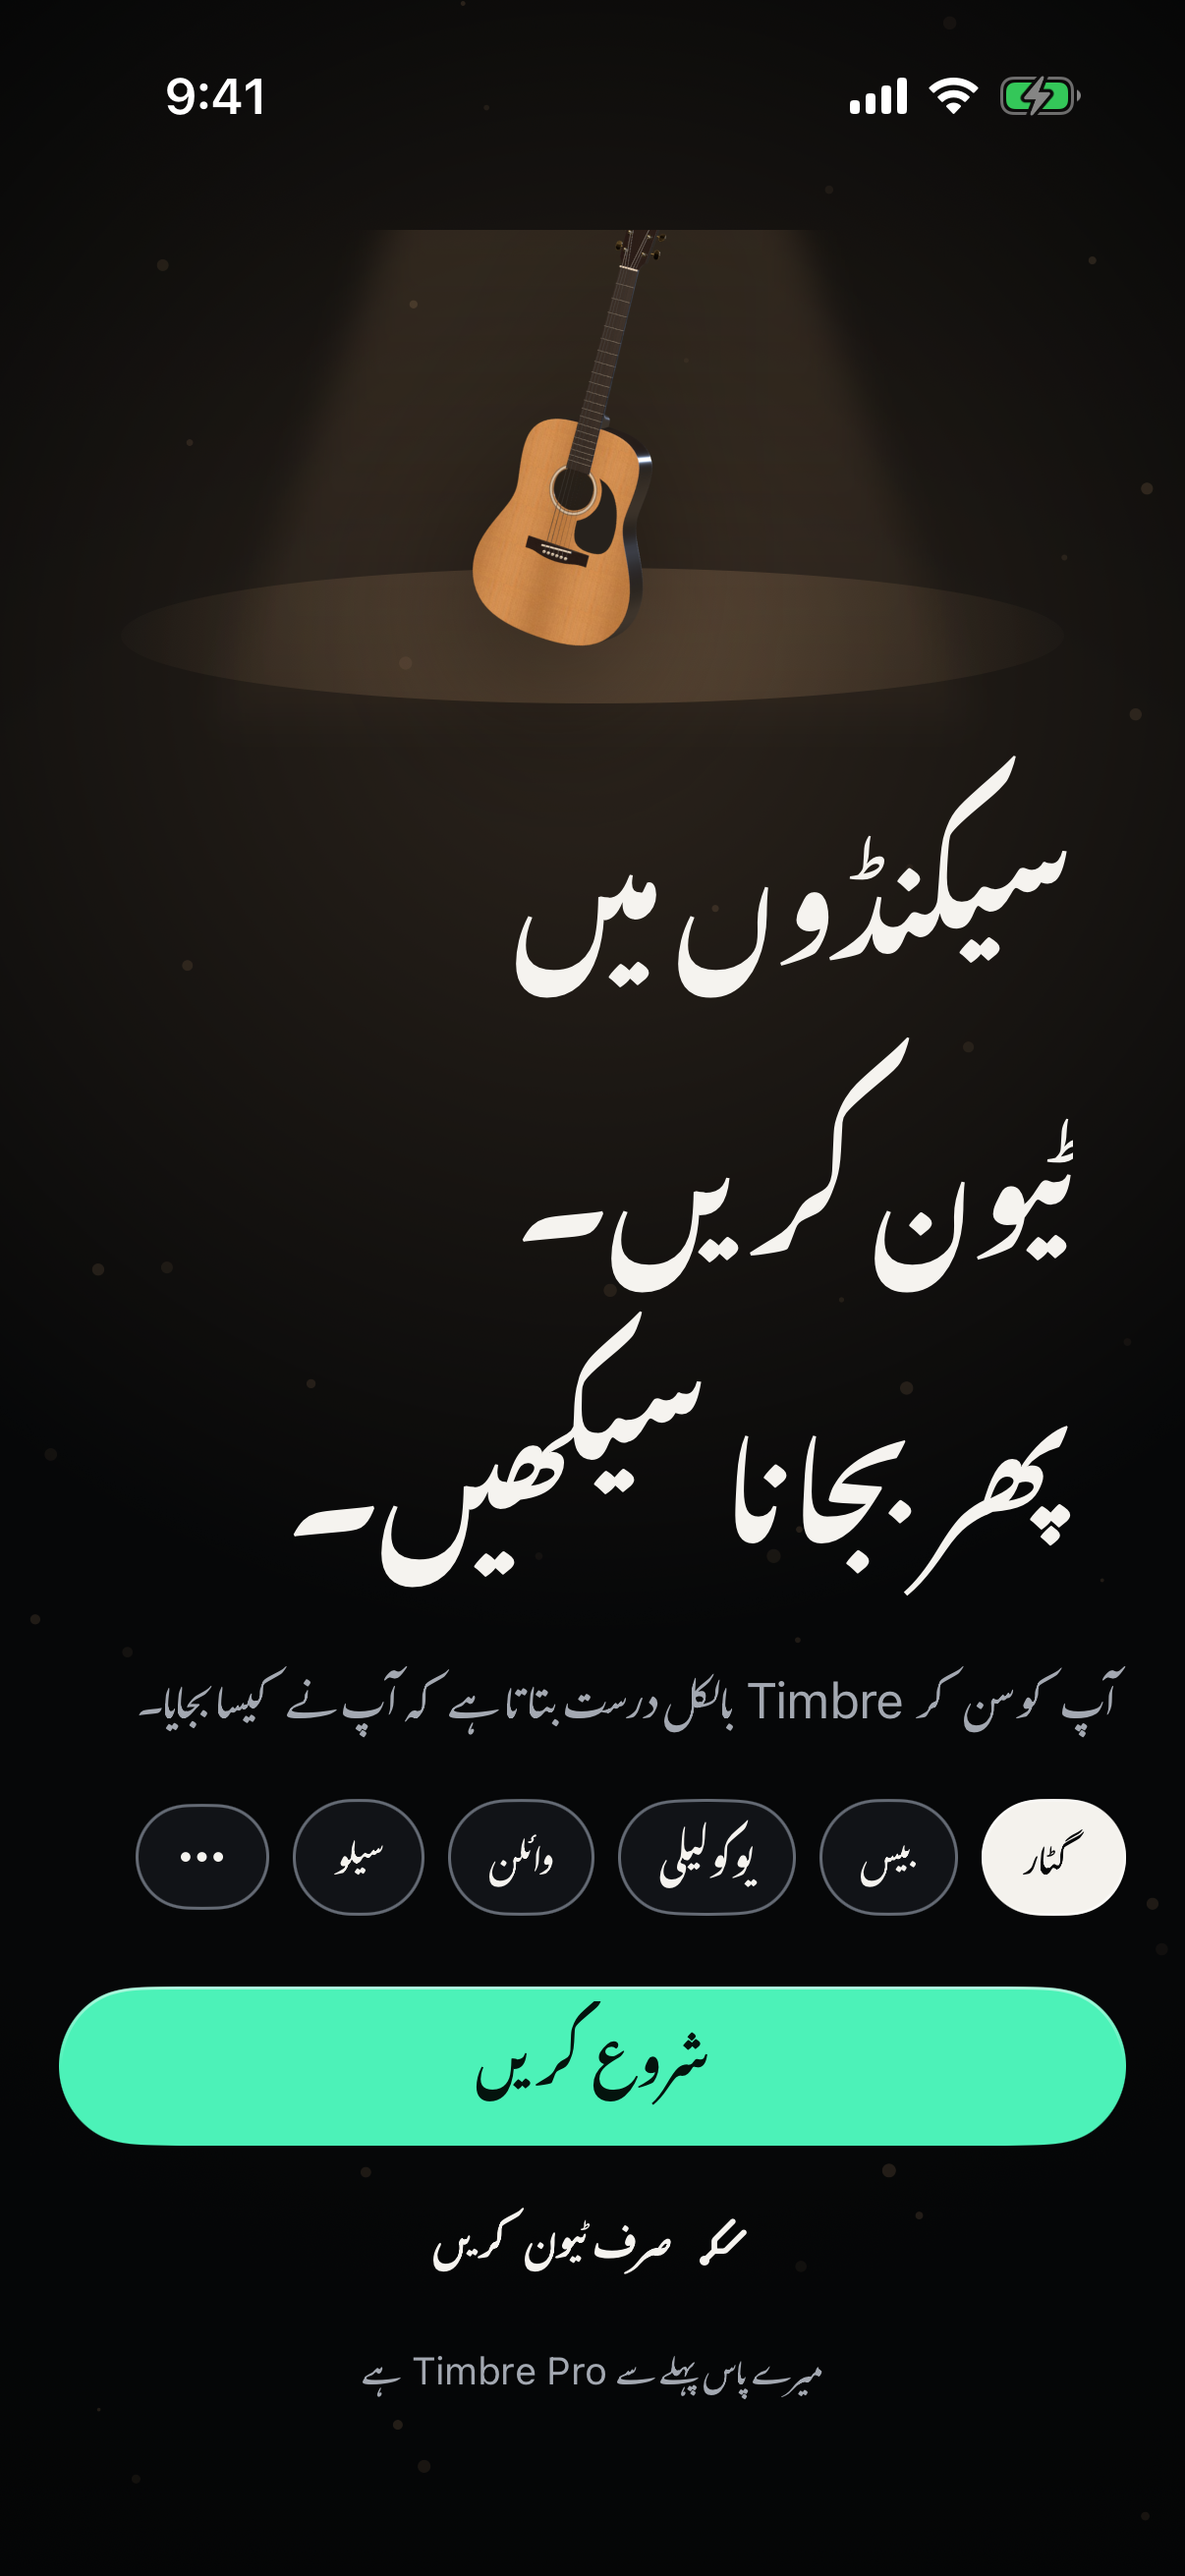 9:41
سیکنڈوں میں
ٹیون کریں۔
پھر بجانا سیکھیں۔
آپ کو سن کر Timbre بالکل درست بتاتا ہے کہ آپ نے کیسا بجایا۔
گٹار
بیس
یوکولیلی
وائلن
سیلو
•••
شروع کریں
صرف ٹیون کریں
میرے پاس پہلے سے Timbre Pro ہے